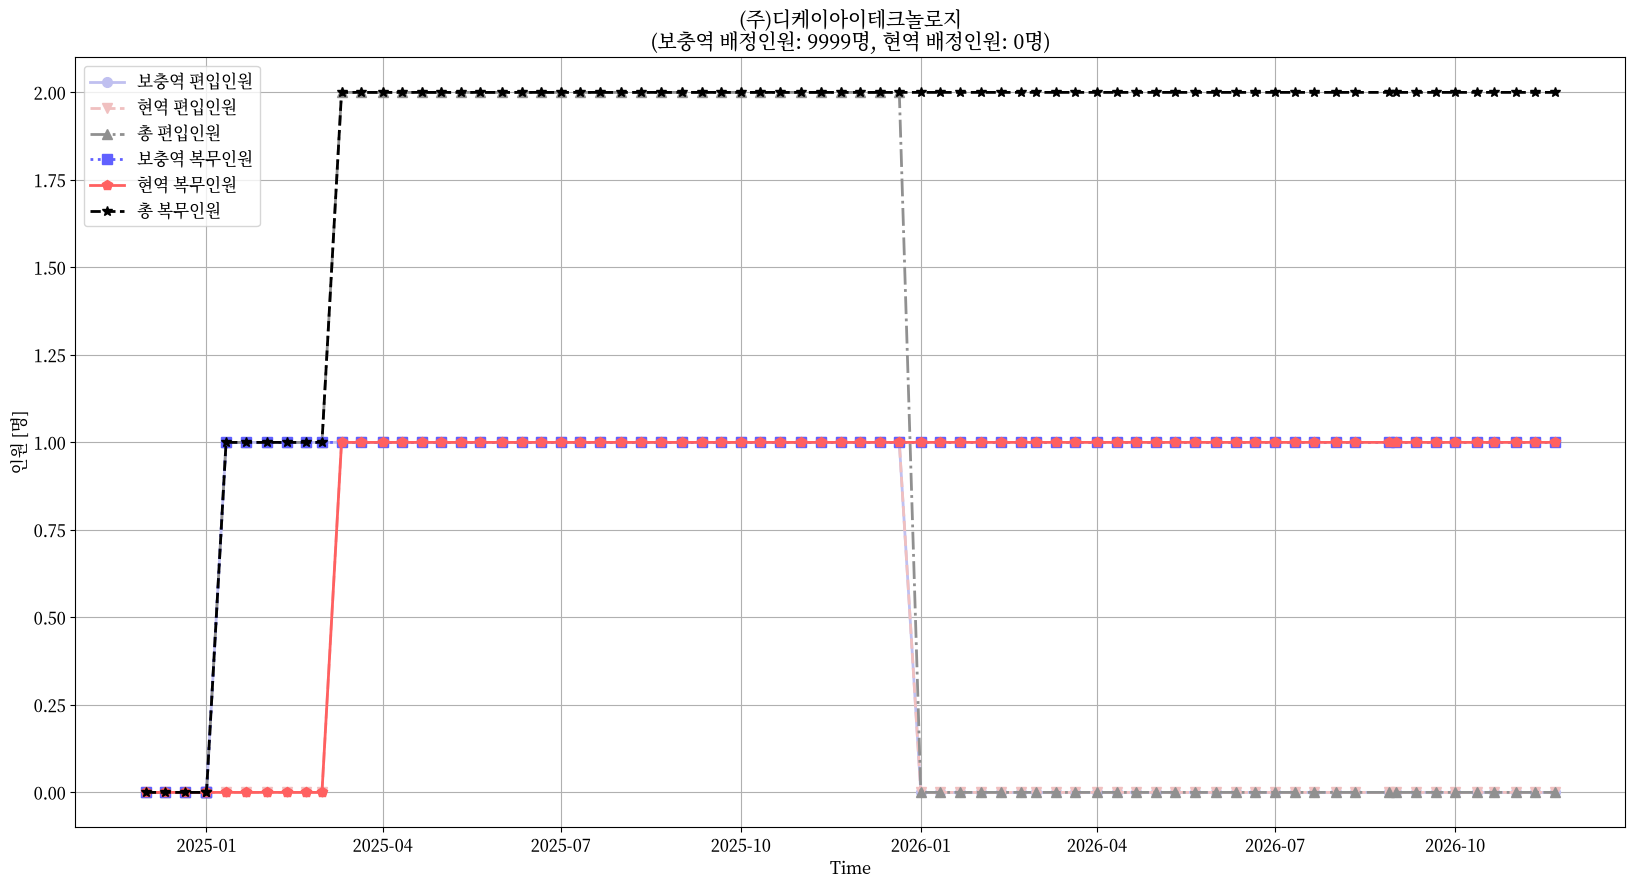 (주)디케이아이테크놀로지
(보충역 배정인원: 9999명, 현역 배정인원: 0명)
보충역 편입인원
현역 편입인원
총 편입인원
보충역 복무인원
현역 복무인원
총 복무인원
2.00
1.75
1.50
1.25
1.00
0.75
0.50
0.25
0.00
인원 [명]
2025-01 2025-04 2025-07 2025-10 2026-01 2026-04 2026-07 2026-10
Time